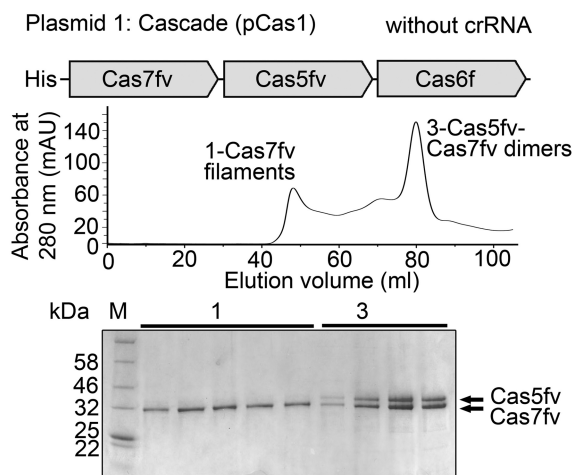 Plasmid 1: Cascade (pCas1) without crRNA
His Cas7fv Cas5fv Cas6f
Absorbance at
280 nm (mAU)
140
100
60
20
0
1-Cas7fv
filaments
3-Cas5fv-
Cas7fv dimers
0 20 40 60 80 100
Elution volume (ml)
kDa M 1 3
58
46
32
25
22
Cas5fv
Cas7fv